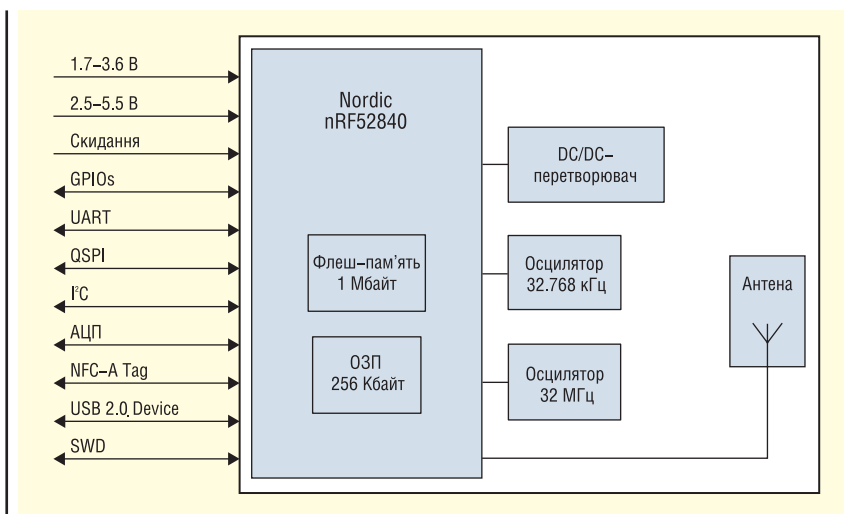 1.7–3.6 В
2.5–5.5 В
Скидання
GPIOs
UART
QSPI
I²C
АЦП
NFC–A Tag
USB 2.0 Device
SWD
Nordic
nRF52840
Флеш–пам'ять
1 Мбайт
ОЗП
256 Кбайт
DC/DC–
перетворювач
Осцилятор
32.768 кГц
Осцилятор
32 МГц
Антена